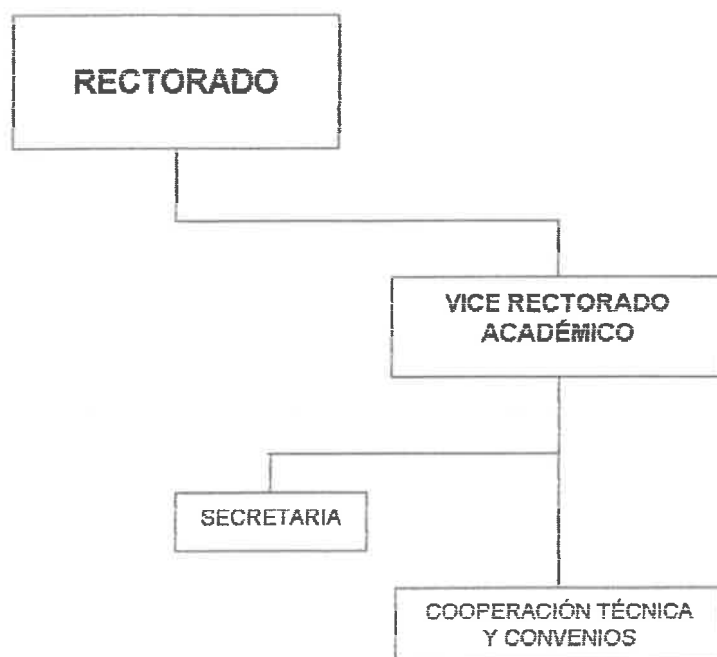 RECTORADO
VICE RECTORADO
ACADÉMICO
SECRETARIA
COOPERACIÓN TÉCNICA
Y CONVENIOS